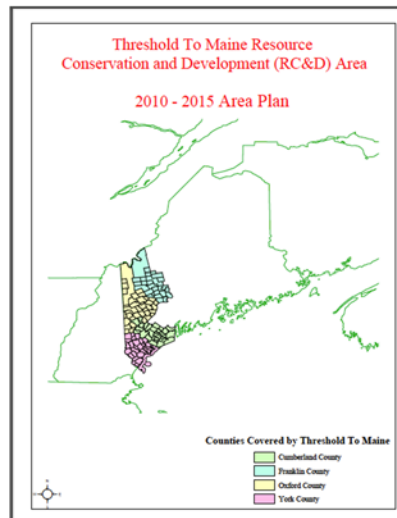 Threshold To Maine Resource
Conservation and Development (RC&D) Area
2010 - 2015 Area Plan
Counties Covered by Threshold To Maine
Cumberland County
Franklin County
Oxford County
York County